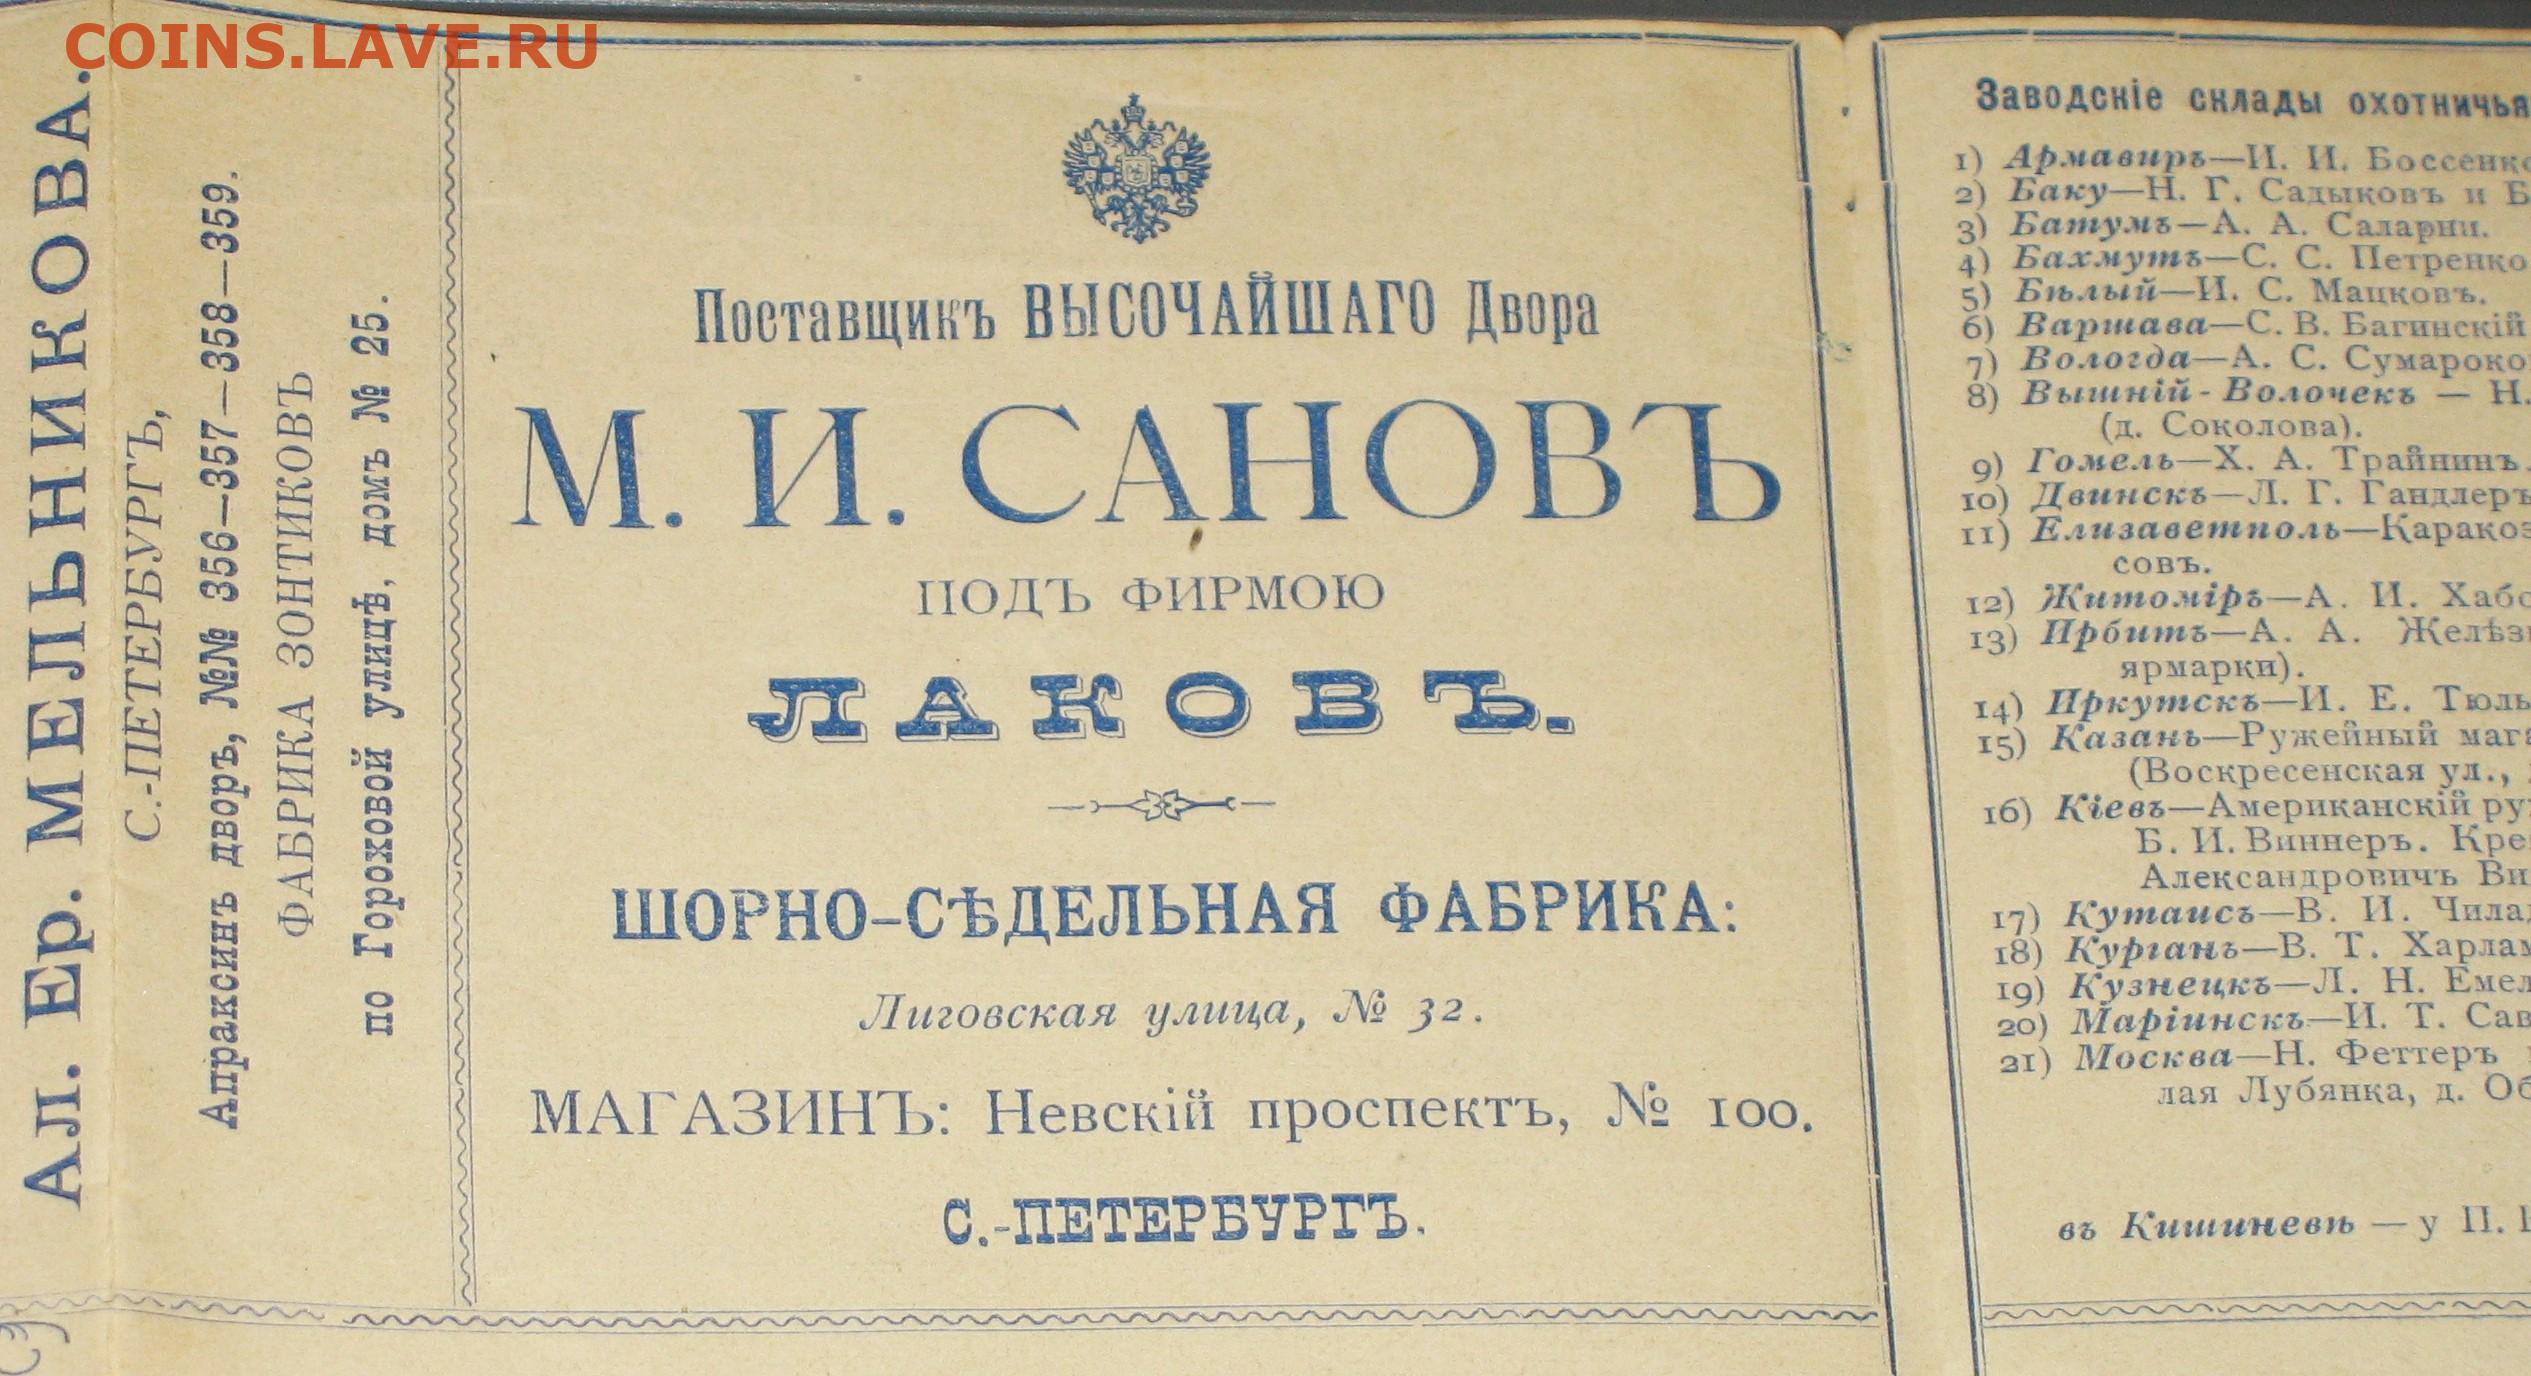 COINS.LAVE.RU
Ал. Ер. МЕЛЬНИКОВА.
С.-ПЕТЕРБУРГЪ,
Апраксинъ дворъ, №№ 356—357—358—359.
ФАБРИКА ЗОНТИКОВЪ
по Гороховой улицѣ, домъ № 25.
Поставщикъ ВЫСОЧАЙШАГО Двора
М. И. САНОВЪ
ПОДЪ ФИРМОЮ
ЛАКОВЪ.
ШОРНО-СѢДЕЛЬНАЯ ФАБРИКА:
Лиговская улица, № 32.
МАГАЗИНЪ: Невскій проспектъ, № 100.
С.-ПЕТЕРБУРГЪ.
Заводскіе склады охотничья
1) Армавиръ—И. И.
2) Баку—Н. Г. Садыковъ и
3) Батумъ—А. А. Саларни.
4) Бахмутъ—С. С. Петренко
5) Бѣлый—И. С. Мацковъ.
6) Варшава—С. В. Багинскій
7) Вологда—А. С.
8) Вышній-Волочекъ — Н.
(д. Соколова).
9) Гомель—Х. А. Трайнинъ.
10) Двинскъ—Л. Г. Гандлеръ
11) Елизаветполь—
совъ.
12) Житоміръ—А. И.
13) Ирбитъ—А. А.
ярмарки).
14) Иркутскъ—И. Е.
15) Казань—Ружейный
(Воскресенская ул.,
16) Кіевъ—Американскій
Б. И. Виннеръ.
Александровичъ
17) Кутаисъ—В. И.
18) Курганъ—В. Т.
19) Кузнецкъ—Л. Н.
20) Маріинскъ—И. Т.
21) Москва—Н. Феттеръ
лая Лубянка, д.
въ Кишиневѣ — у П.